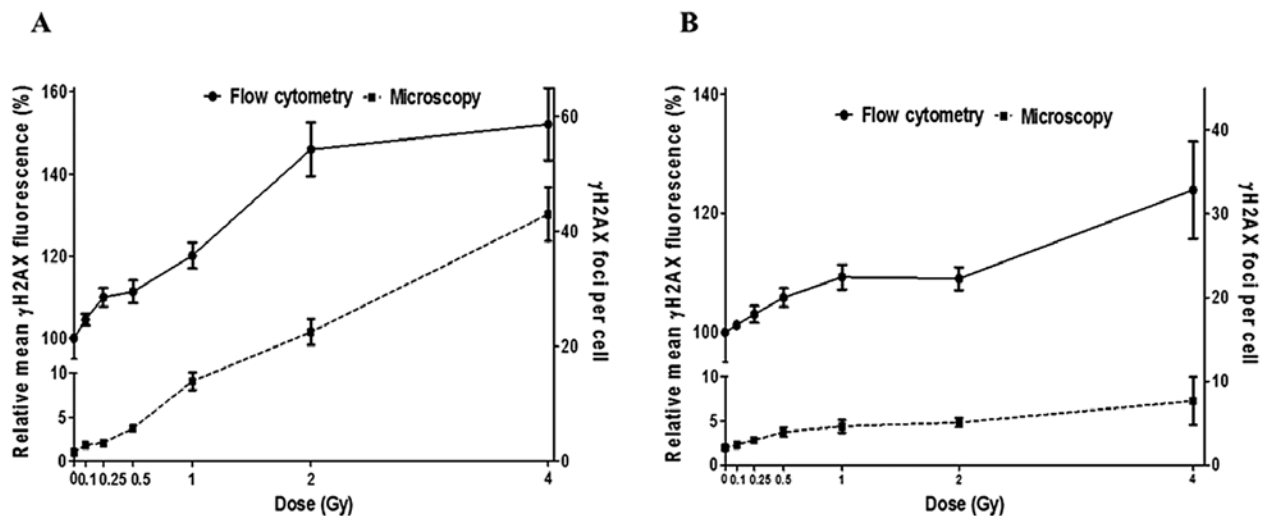 A
B
Flow cytometry Microscopy
Relative mean γH2AX fluorescence (%)
160
140
120
100
10
5
0
60
40
20
0
γH2AX foci per cell
0 0.1 0.25 0.5 1 2 4
Dose (Gy)
Flow cytometry Microscopy
Relative mean γH2AX fluorescence (%)
140
120
100
10
5
0
40
30
20
10
0
γH2AX foci per cell
0 0.1 0.25 0.5 1 2 4
Dose (Gy)